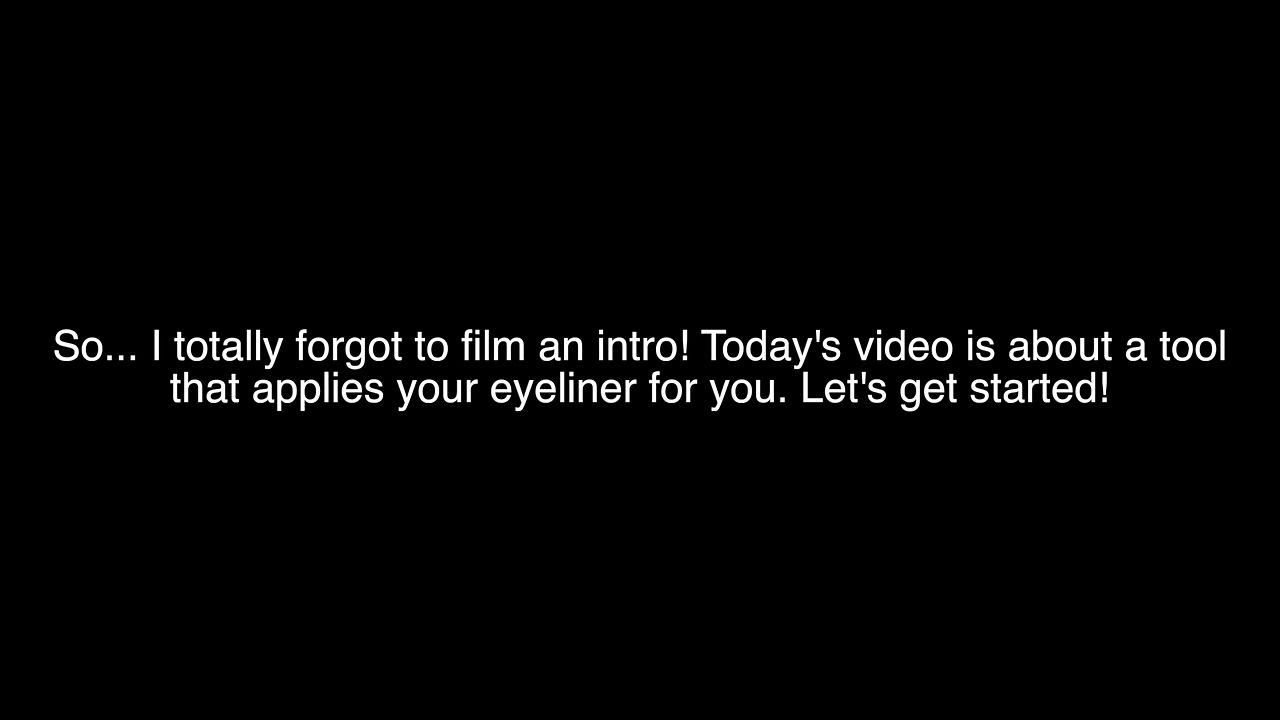 So... I totally forgot to film an intro! Today's video is about a tool
that applies your eyeliner for you. Let's get started!